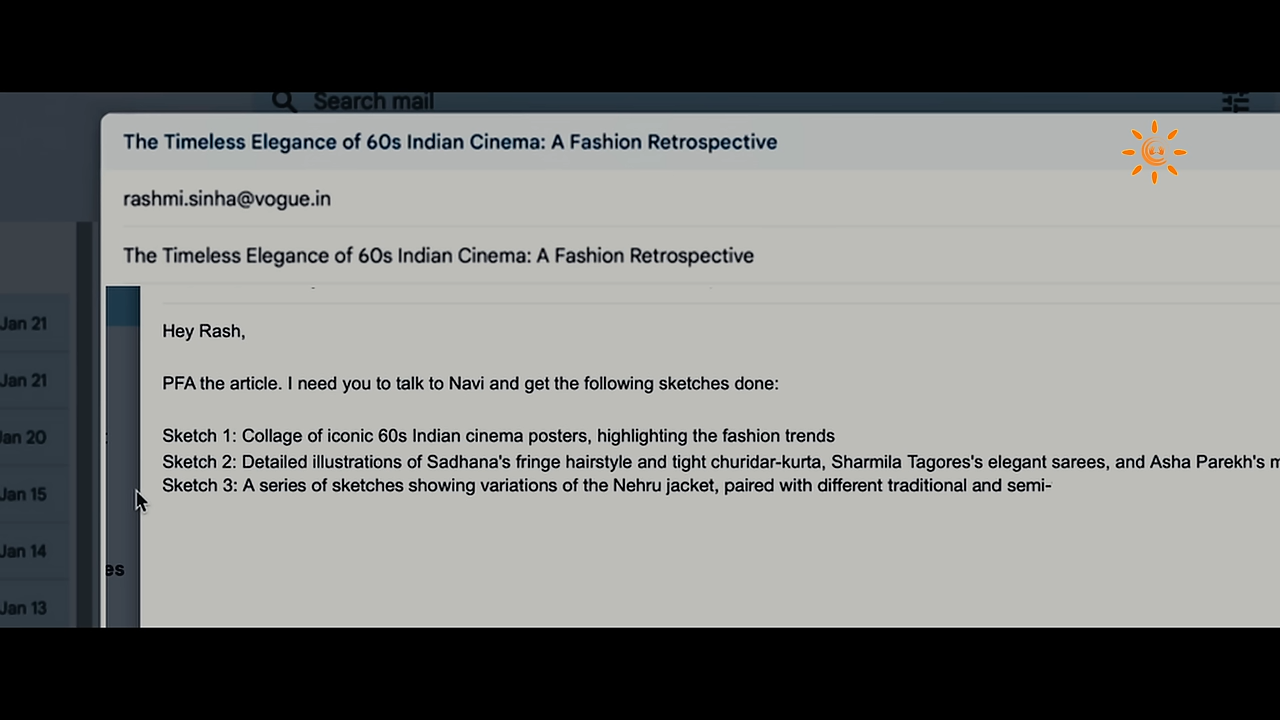 Search mail
The Timeless Elegance of 60s Indian Cinema: A Fashion Retrospective
rashmi.sinha@vogue.in
The Timeless Elegance of 60s Indian Cinema: A Fashion Retrospective
Hey Rash,
PFA the article. I need you to talk to Navi and get the following sketches done:
Sketch 1: Collage of iconic 60s Indian cinema posters, highlighting the fashion trends
Sketch 2: Detailed illustrations of Sadhana's fringe hairstyle and tight churidar-kurta, Sharmila Tagores's elegant sarees, and Asha Parekh's
Sketch 3: A series of sketches showing variations of the Nehru jacket, paired with different traditional and semi-
Jan 21
Jan 21
Jan 20
Jan 15
Jan 14
es
Jan 13